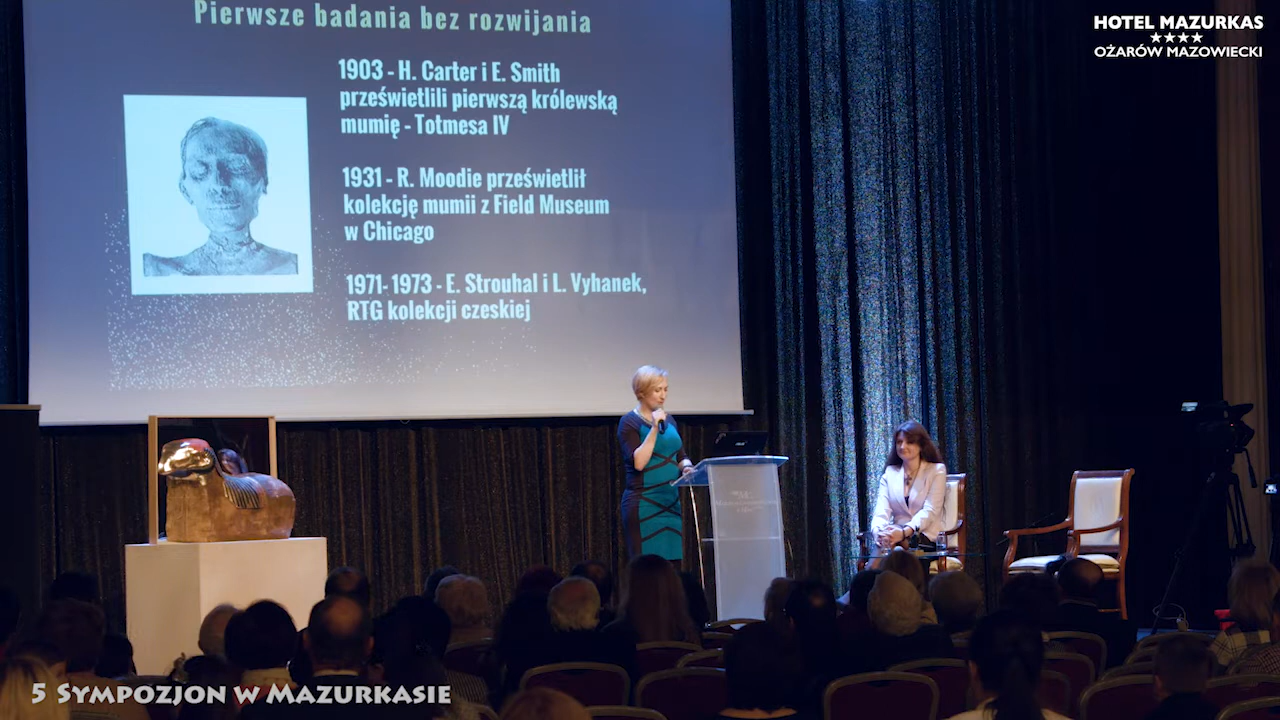 Pierwsze badania bez rozwijania
1903 - H. Carter i E. Smith
prześwietlili pierwszą królewską
mumię - Totmesa IV
1931 - R. Moodie prześwietlił
kolekcję mumii z Field Museum
w Chicago
1971- 1973 - E. Strouhal i L. Vyhanek,
RTG kolekcji czeskiej
HOTEL MAZURKAS
★★★★
OŻARÓW MAZOWIECKI
5 Sympozjon w Mazurkasie